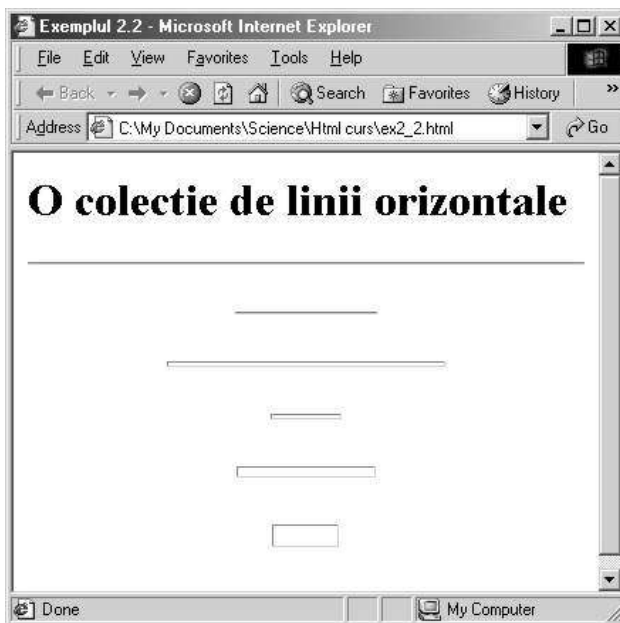 Exemplul 2.2 - Microsoft Internet Explorer
File Edit View Favorites Tools Help
Back Search Favorites History »
Address C:\My Documents\Science\Html curs\ex2_2.html Go
O colectie de linii orizontale
Done My Computer